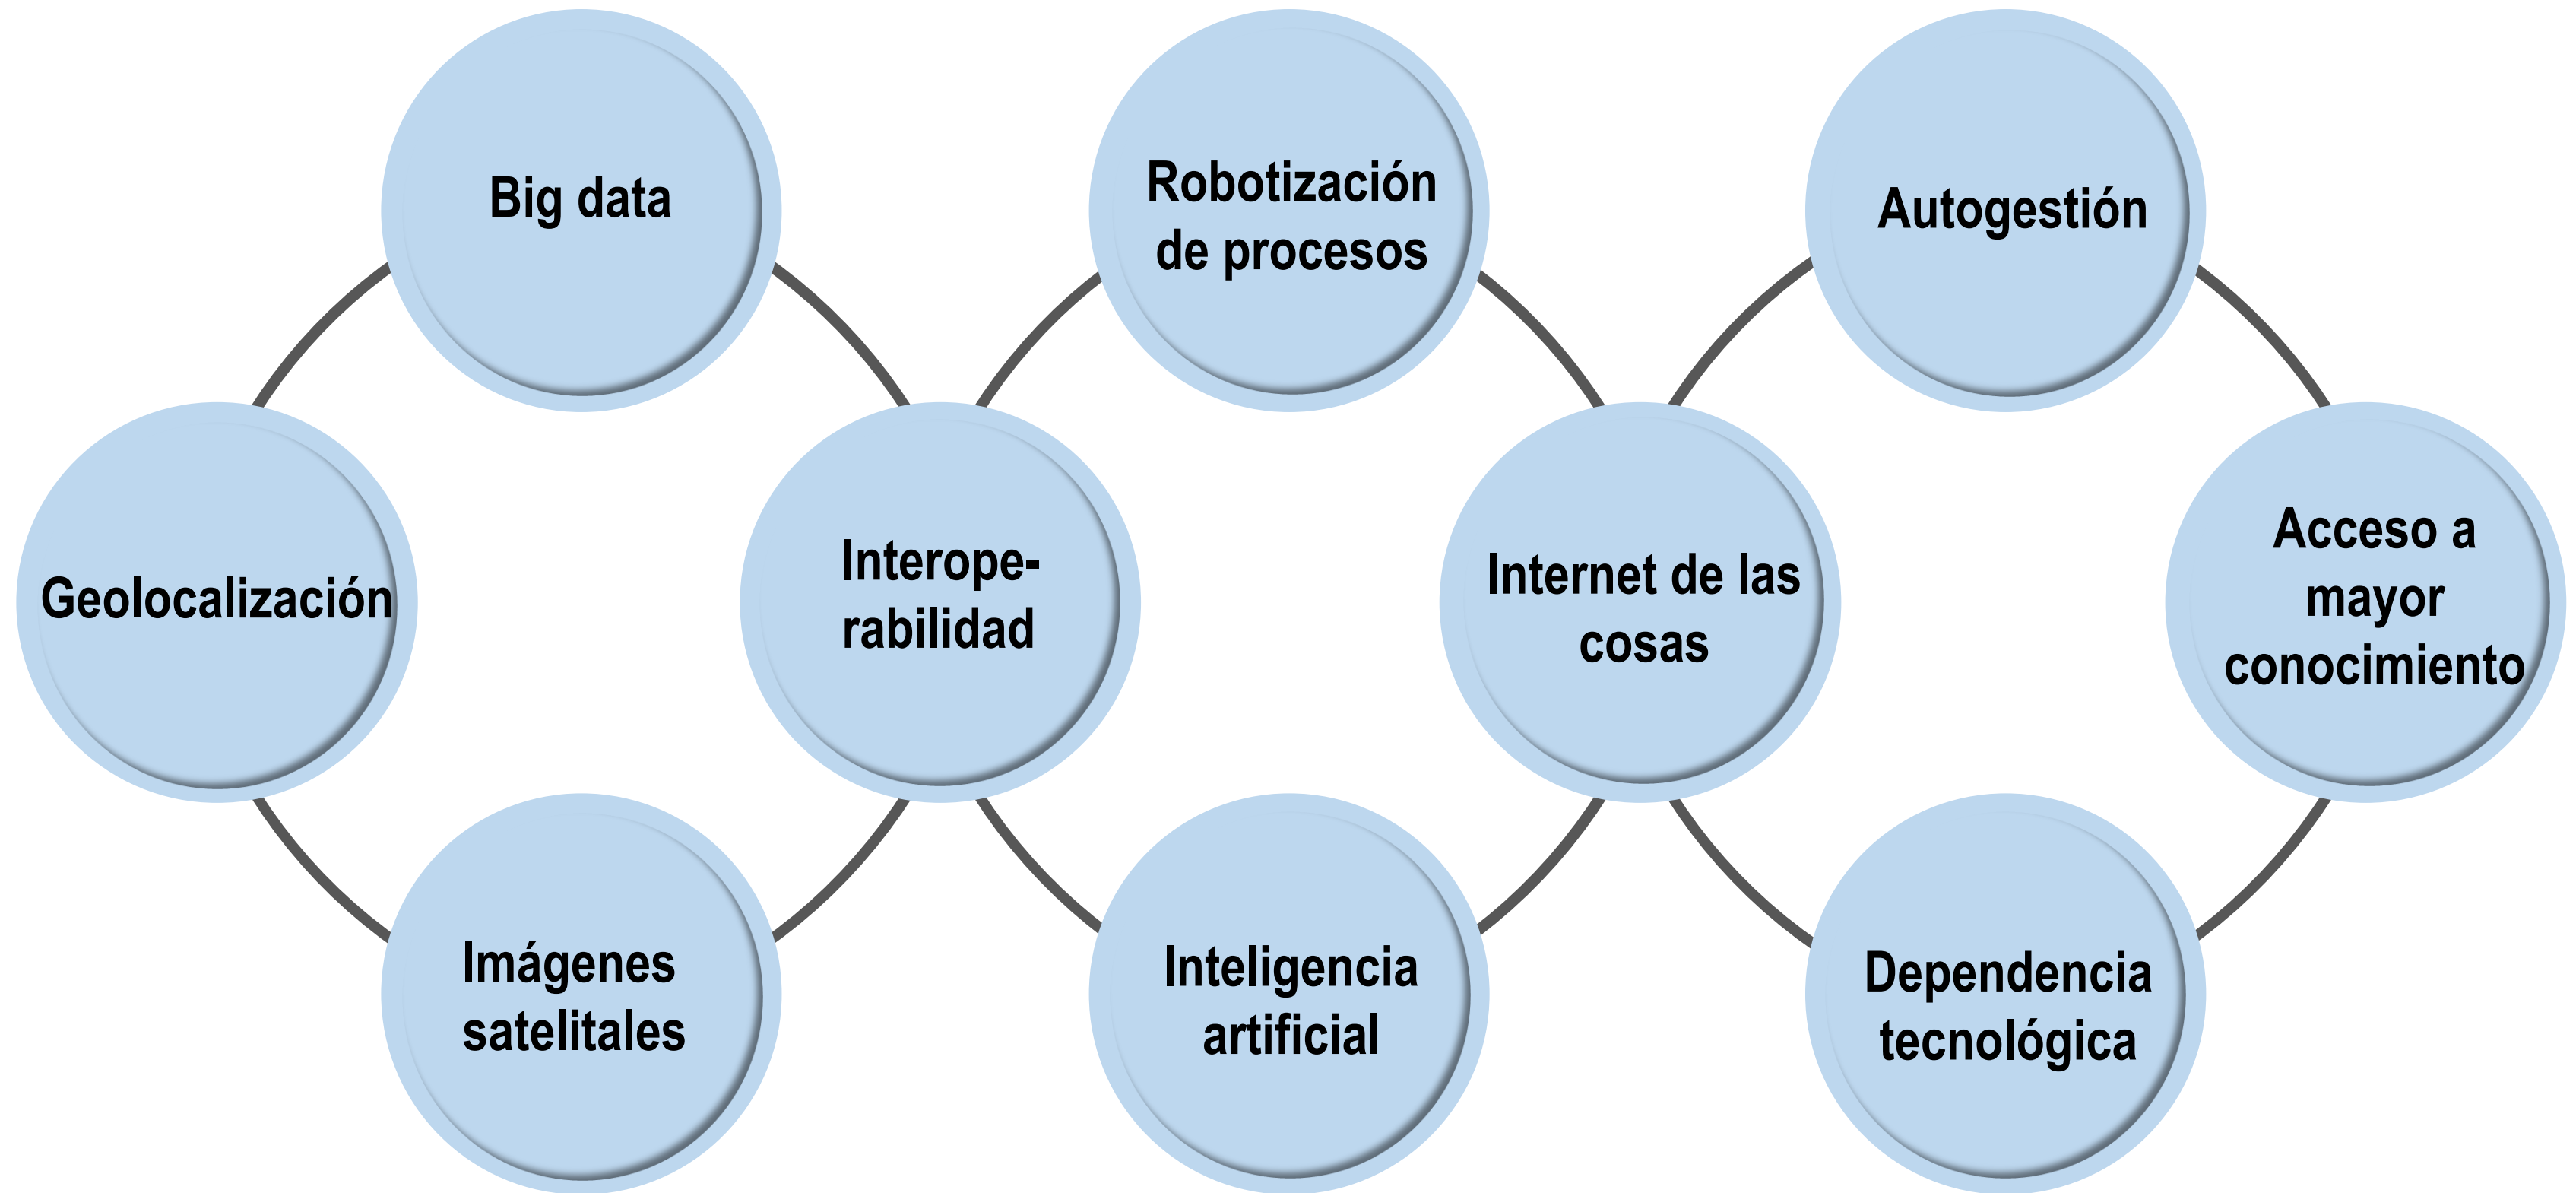 Big data
Robotización
de procesos
Autogestión
Geolocalización
Interope-
rabilidad
Internet de las
cosas
Acceso a
mayor
conocimiento
Imágenes
satelitales
Inteligencia
artificial
Dependencia
tecnológica